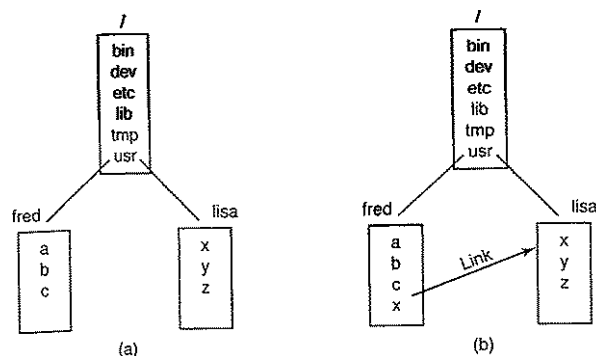 /
bin
dev
etc
lib
tmp
usr
fred
lisa
a
b
c
x
y
z
(a)
/
bin
dev
etc
lib
tmp
usr
fred
lisa
a
b
c
x
Link
x
y
z
(b)